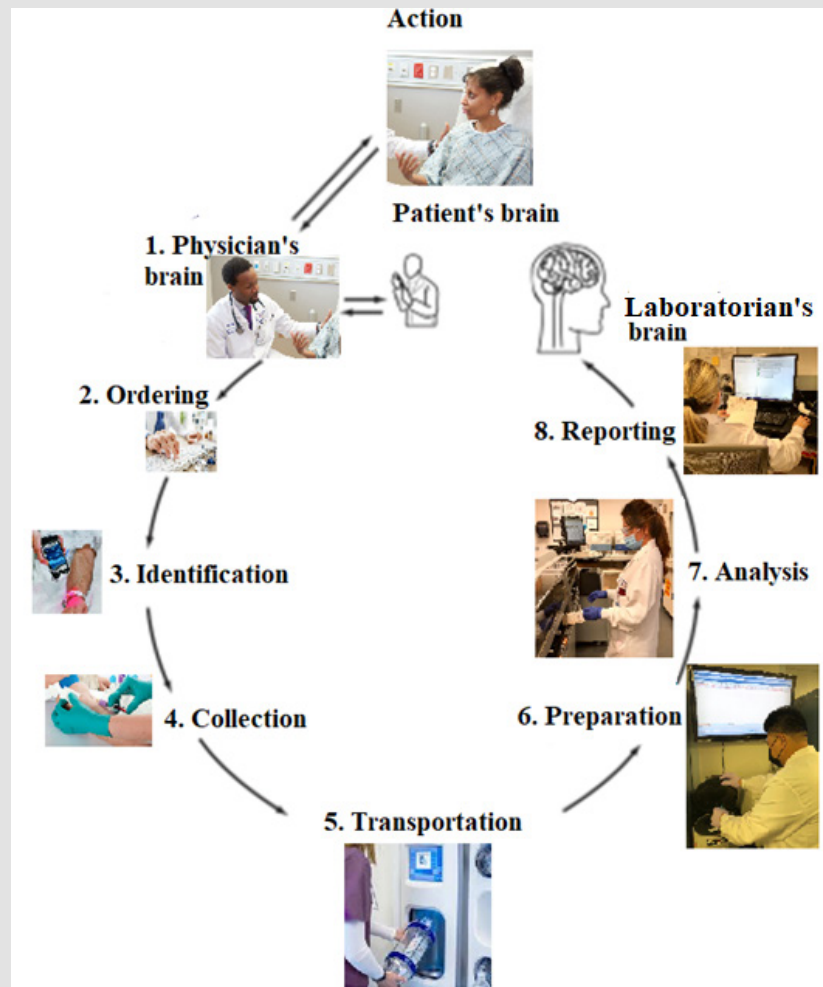 Action
Patient's brain
1. Physician's
brain
Laboratorian's
brain
2. Ordering
8. Reporting
3. Identification
7. Analysis
4. Collection
6. Preparation
5. Transportation